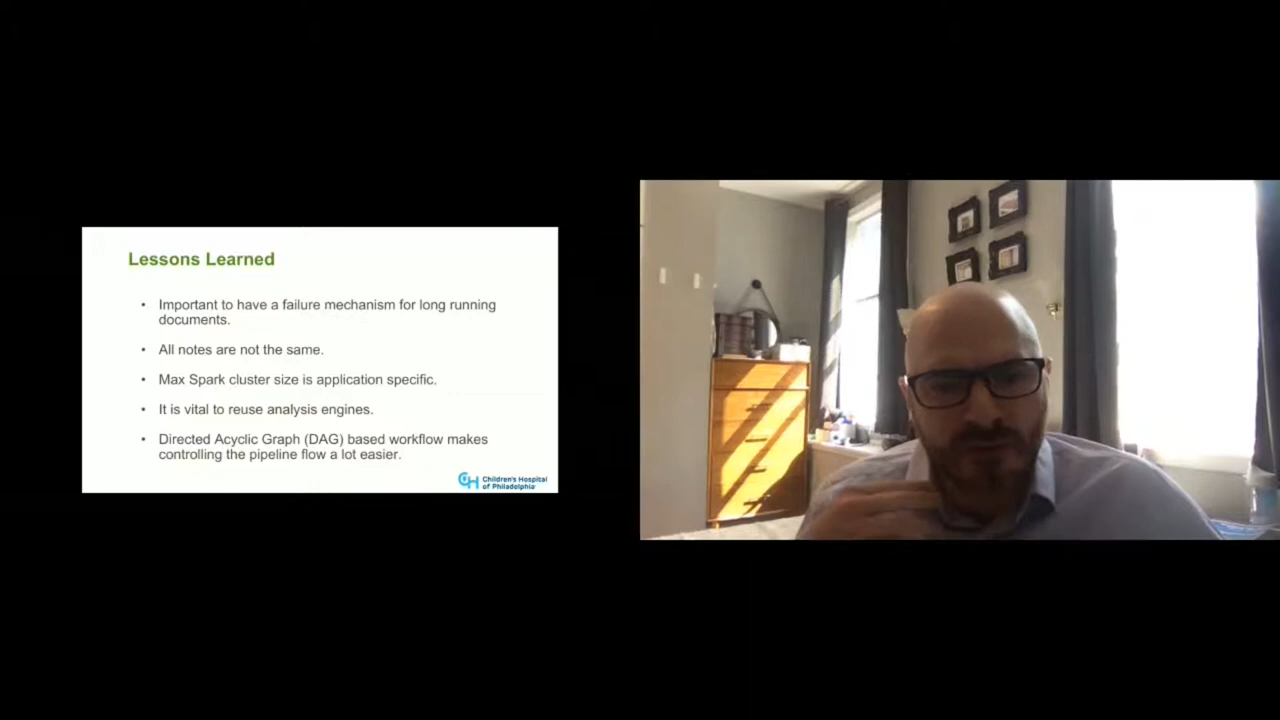 Lessons Learned
• Important to have a failure mechanism for long running
documents.
• All notes are not the same.
• Max Spark cluster size is application specific.
• It is vital to reuse analysis engines.
• Directed Acyclic Graph (DAG) based workflow makes
controlling the pipeline flow a lot easier.
Children's Hospital
of Philadelphia